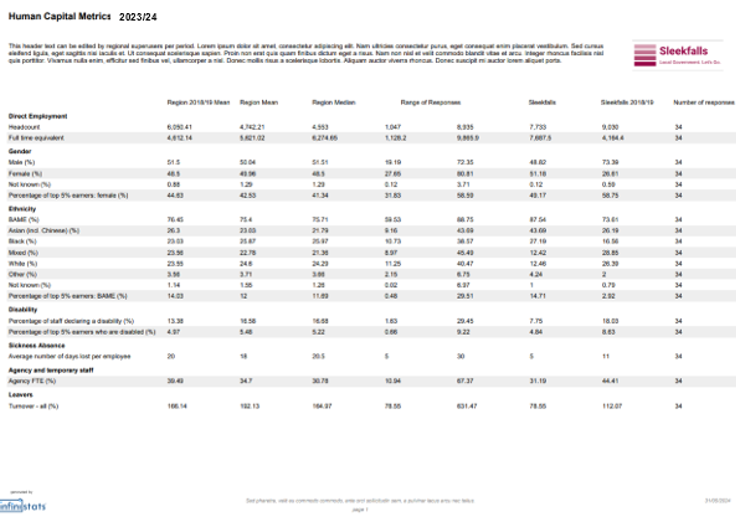 Human Capital Metrics 2023/24
This header text can be edited by regional superusers per period. Lorem ipsum dolor sit amet, consectetur adipiscing elit. Nam ultricies consectetur purus, eget consequat enim placerat vestibulum. Sed cursus
eleifend ligula, eget sagittis nisi iaculis et. Ut consequat scelerisque sapien. Proin non erat quis quam finibus dictum eget a risus. Nam non nisl et velit commodo blandit vitae et arcu. Integer rhoncus facilisis nisl
quis porttitor. Vivamus nulla enim, efficitur sed finibus vel, ullamcorper a nisl. Donec mollis risus a scelerisque lobortis. Aliquam auctor viverra rhoncus. Donec suscipit mi auctor lorem aliquet porta.
Sleekfalls
Local Government. Let's Go.
Region 2018/19 Mean Region Mean Region Median Range of Responses Sleekfalls Sleekfalls 2018/19 Number of responses
Direct Employment
Headcount 6,050.41 4,742.21 4,553 1,047 8,935 7,733 9,030 34
Full time equivalent 4,612.14 5,621.02 6,274.65 1,128.2 9,865.9 7,687.5 4,164.4 34
Gender
Male (%) 51.5 50.04 51.51 19.19 72.35 48.82 73.39 34
Female (%) 48.5 49.96 48.5 27.65 80.81 51.18 26.61 34
Not known (%) 0.88 1.29 1.29 0.12 3.71 0.12 0.59 34
Percentage of top 5% earners: female (%) 44.63 42.53 41.34 31.83 58.59 49.17 58.75 34
Ethnicity
BAME (%) 76.45 75.4 75.71 59.53 88.75 87.54 73.61 34
Asian (incl. Chinese) (%) 26.3 23.03 21.79 9.16 43.69 43.69 26.19 34
Black (%) 23.03 25.87 25.97 10.73 38.57 27.19 16.56 34
Mixed (%) 23.56 22.78 21.36 8.97 45.49 12.42 28.85 34
White (%) 23.55 24.6 24.29 11.25 40.47 12.46 26.39 34
Other (%) 3.56 3.71 3.86 2.15 6.75 4.24 2 34
Not known (%) 1.14 1.55 1.26 0.02 6.97 1 0.79 34
Percentage of top 5% earners: BAME (%) 14.03 12 11.69 0.48 29.51 14.71 2.92 34
Disability
Percentage of staff declaring a disability (%) 13.38 16.58 16.68 1.83 29.45 7.75 18.03 34
Percentage of top 5% earners who are disabled (%) 4.97 5.46 5.22 0.66 9.22 4.84 8.63 34
Sickness Absence
Average number of days lost per employee 20 18 20.5 5 30 5 11 34
Agency and temporary staff
Agency FTE (%) 39.49 34.7 30.78 10.94 67.37 31.19 44.41 34
Leavers
Turnover - all (%) 166.14 192.13 164.97 78.55 631.47 78.55 112.07 34
generated by
infinistats
page 1